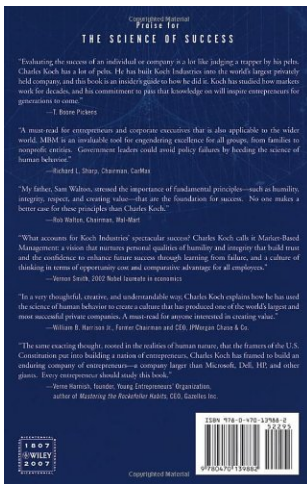 Copyrighted Material
Praise for
THE SCIENCE OF SUCCESS
"Evaluating the success of an individual or company is a lot like judging a trapper by his pelts.
Charles Koch has a lot of pelts. He has built Koch Industries into the world's largest privately
held company, and this book is an insider's guide to how he did it. Koch has studied how markets
work for decades, and his commitment to pass that knowledge on will inspire entrepreneurs for
generations to come."
—T. Boone Pickens
"A must-read for entrepreneurs and corporate executives that is also applicable to the wider
world. MBM is an invaluable tool for engendering excellence for all groups, from families to
nonprofit entities. Government leaders could avoid policy failures by heeding the science of
human behavior."
—Richard L. Sharp, Chairman, CarMax
"My father, Sam Walton, stressed the importance of fundamental principles—such as humility,
integrity, respect, and creating value—that are the foundation for success. No one makes a
better case for these principles than Charles Koch."
—Rob Walton, Chairman, Wal-Mart
"What accounts for Koch Industries' spectacular success? Charles Koch calls it Market-Based
Management: a vision that nurtures personal qualities of humility and integrity that build trust
and the confidence to enhance future success through learning from failure, and a culture of
thinking in terms of opportunity cost and comparative advantage for all employees."
—Vernon Smith, 2002 Nobel laureate in economics
"In a very thoughtful, creative, and understandable way, Charles Koch explains how he has used
the science of human behavior to create a culture that has produced one of the world's largest and
most successful private companies. A must-read for anyone interested in creating value."
—William B. Harrison Jr., Former Chairman and CEO, JPMorgan Chase & Co.
"The same exacting thought, rooted in the realities of human nature, that the framers of the U.S.
Constitution put into building a nation of entrepreneurs, Charles Koch has framed to build an
enduring company of entrepreneurs—a company larger than Microsoft, Dell, HP, and other
giants. Every entrepreneur should study this book."
—Verne Harnish, founder, Young Entrepreneurs' Organization,
author of Mastering the Rockefeller Habits, CEO, Gazelles Inc.
1807
WILEY
2007
ISBN 978-0-470-13988-2
52295
9 780470 139882
Copyrighted Material